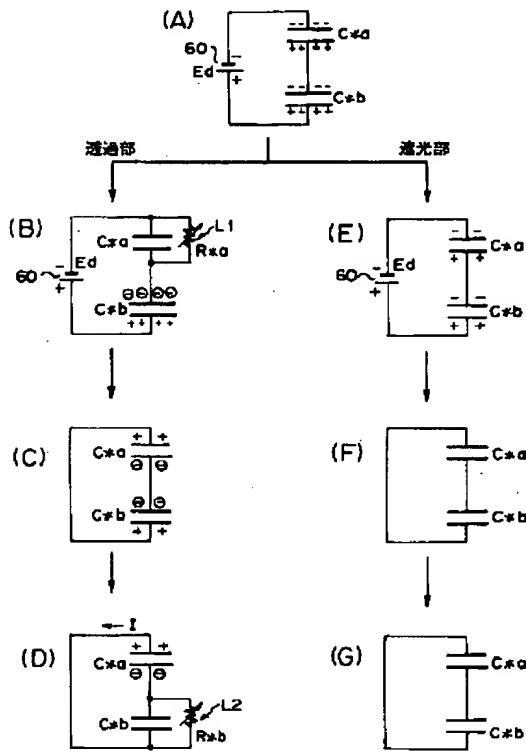 (A)
- - - -
C*a
+ + + +
60
-
Ed
+
- - - -
C*b
+ + + +
透過部
遮光部
(B)
L1
C*a
R*a
Ed
60
-
+
⊖ ⊖ ⊖ ⊖
C*b
+ + + +
(E)
- -
C*a
+ +
60
-
Ed
+
- -
C*b
+ +
(C)
+ +
C*a
⊖ ⊖
⊖ ⊖
C*b
+ +
(F)
C*a
C*b
(D)
← I
+ +
C*a
⊖ ⊖
L2
C*b
R*b
(G)
C*a
C*b